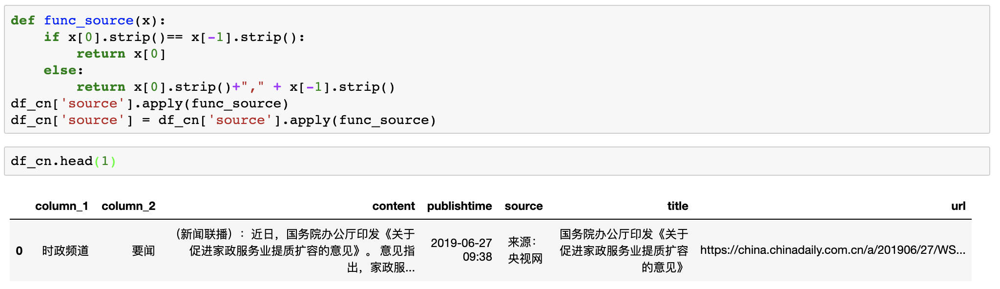 def func_source(x):
    if x[0].strip()== x[-1].strip():
        return x[0]
    else:
        return x[0].strip()+"," + x[-1].strip()
df_cn['source'].apply(func_source)
df_cn['source'] = df_cn['source'].apply(func_source)
df_cn.head(1)
column_1 column_2 content publishtime source title url
0 时政频道 要闻
（新闻联播）：近日，国务院办公厅印发《关于
促进家政服务业提质扩容的意见》。 意见指
出，家政服...
2019-06-27
09:38
来源：
央视网
国务院办公厅印发《关于
促进家政服务业提质扩容
的意见》
https://china.chinadaily.com.cn/a/201906/27/WS...